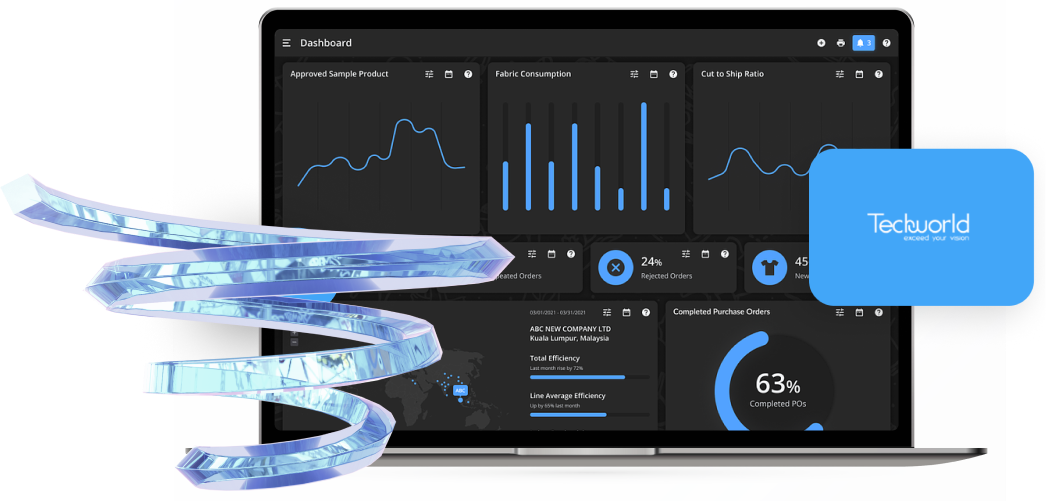 Dashboard
3
Approved Sample Product
Fabric Consumption
Cut to Ship Ratio
Techworld
exceed your vision
eated Orders
24%
Rejected Orders
45
New
03/01/2021 - 03/31/2021
ABC NEW COMPANY LTD
Kuala Lumpur, Malaysia
Total Efficiency
Last month rise by 72%
Line Average Efficiency
Up by 65% last month
ABC
Completed Purchase Orders
63%
Completed POs